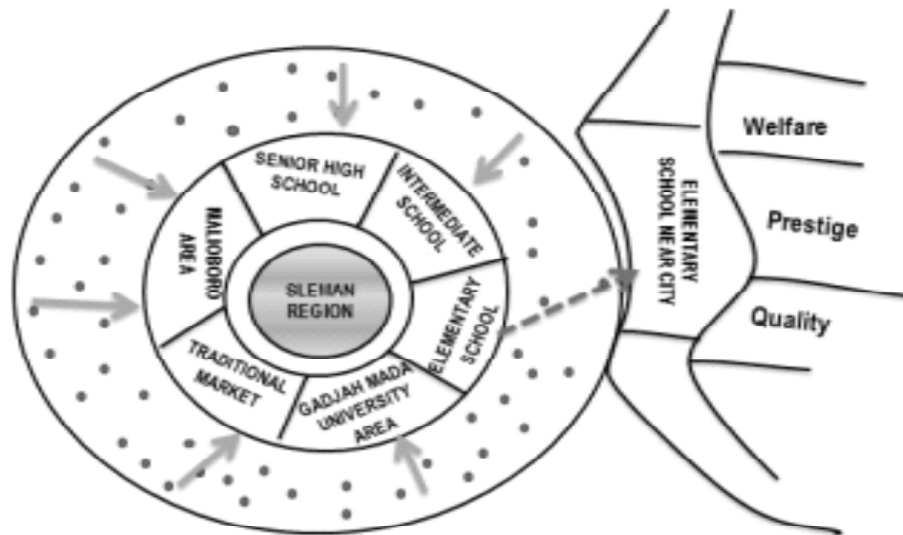 SENIOR HIGH
SCHOOL
INTERMEDIATE
SCHOOL
MALIOBORO
AREA
SLEMAN
REGION
ELEMENTARY
SCHOOL
TRADITIONAL
MARKET
GADJAH MADA
UNIVERSITY
AREA
ELEMENTARY
SCHOOL NEAR CITY
Welfare
Prestige
Quality